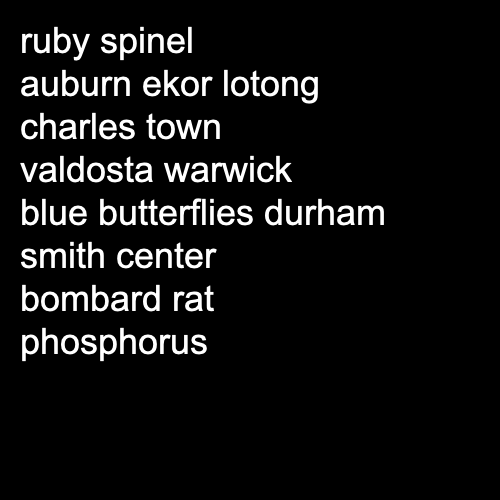 ruby spinel
auburn ekor lotong
charles town
valdosta warwick
blue butterflies durham
smith center
bombard rat
phosphorus